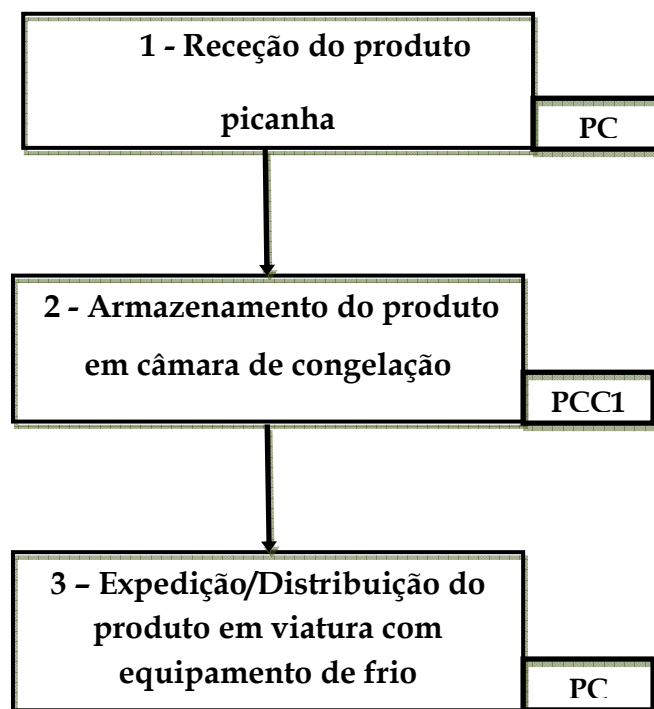 1 - Receção do produto
picanha
PC
2 - Armazenamento do produto
em câmara de congelação
PCC1
3 – Expedição/Distribuição do
produto em viatura com
equipamento de frio
PC